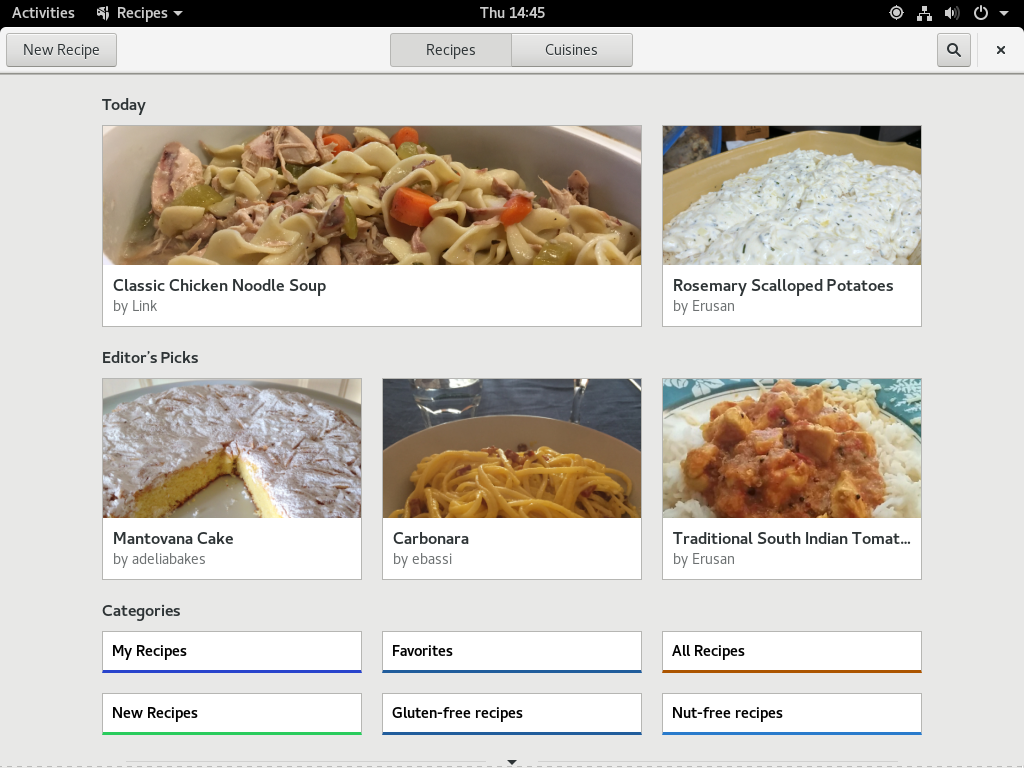 Activities Recipes Thu 14:45
New Recipe Recipes Cuisines
Today
Classic Chicken Noodle Soup
by Link
Rosemary Scalloped Potatoes
by Erusan
Editor’s Picks
Mantovana Cake
by adeliabakes
Carbonara
by ebassi
Traditional South Indian Tomat…
by Erusan
Categories
My Recipes
Favorites
All Recipes
New Recipes
Gluten-free recipes
Nut-free recipes